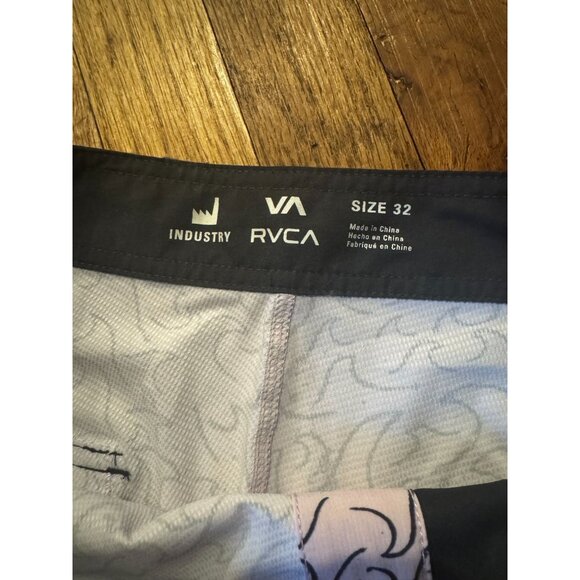 VA
INDUSTRY RVCA
SIZE 32
Made in China
Hecho en China
Fabriqué en Chine